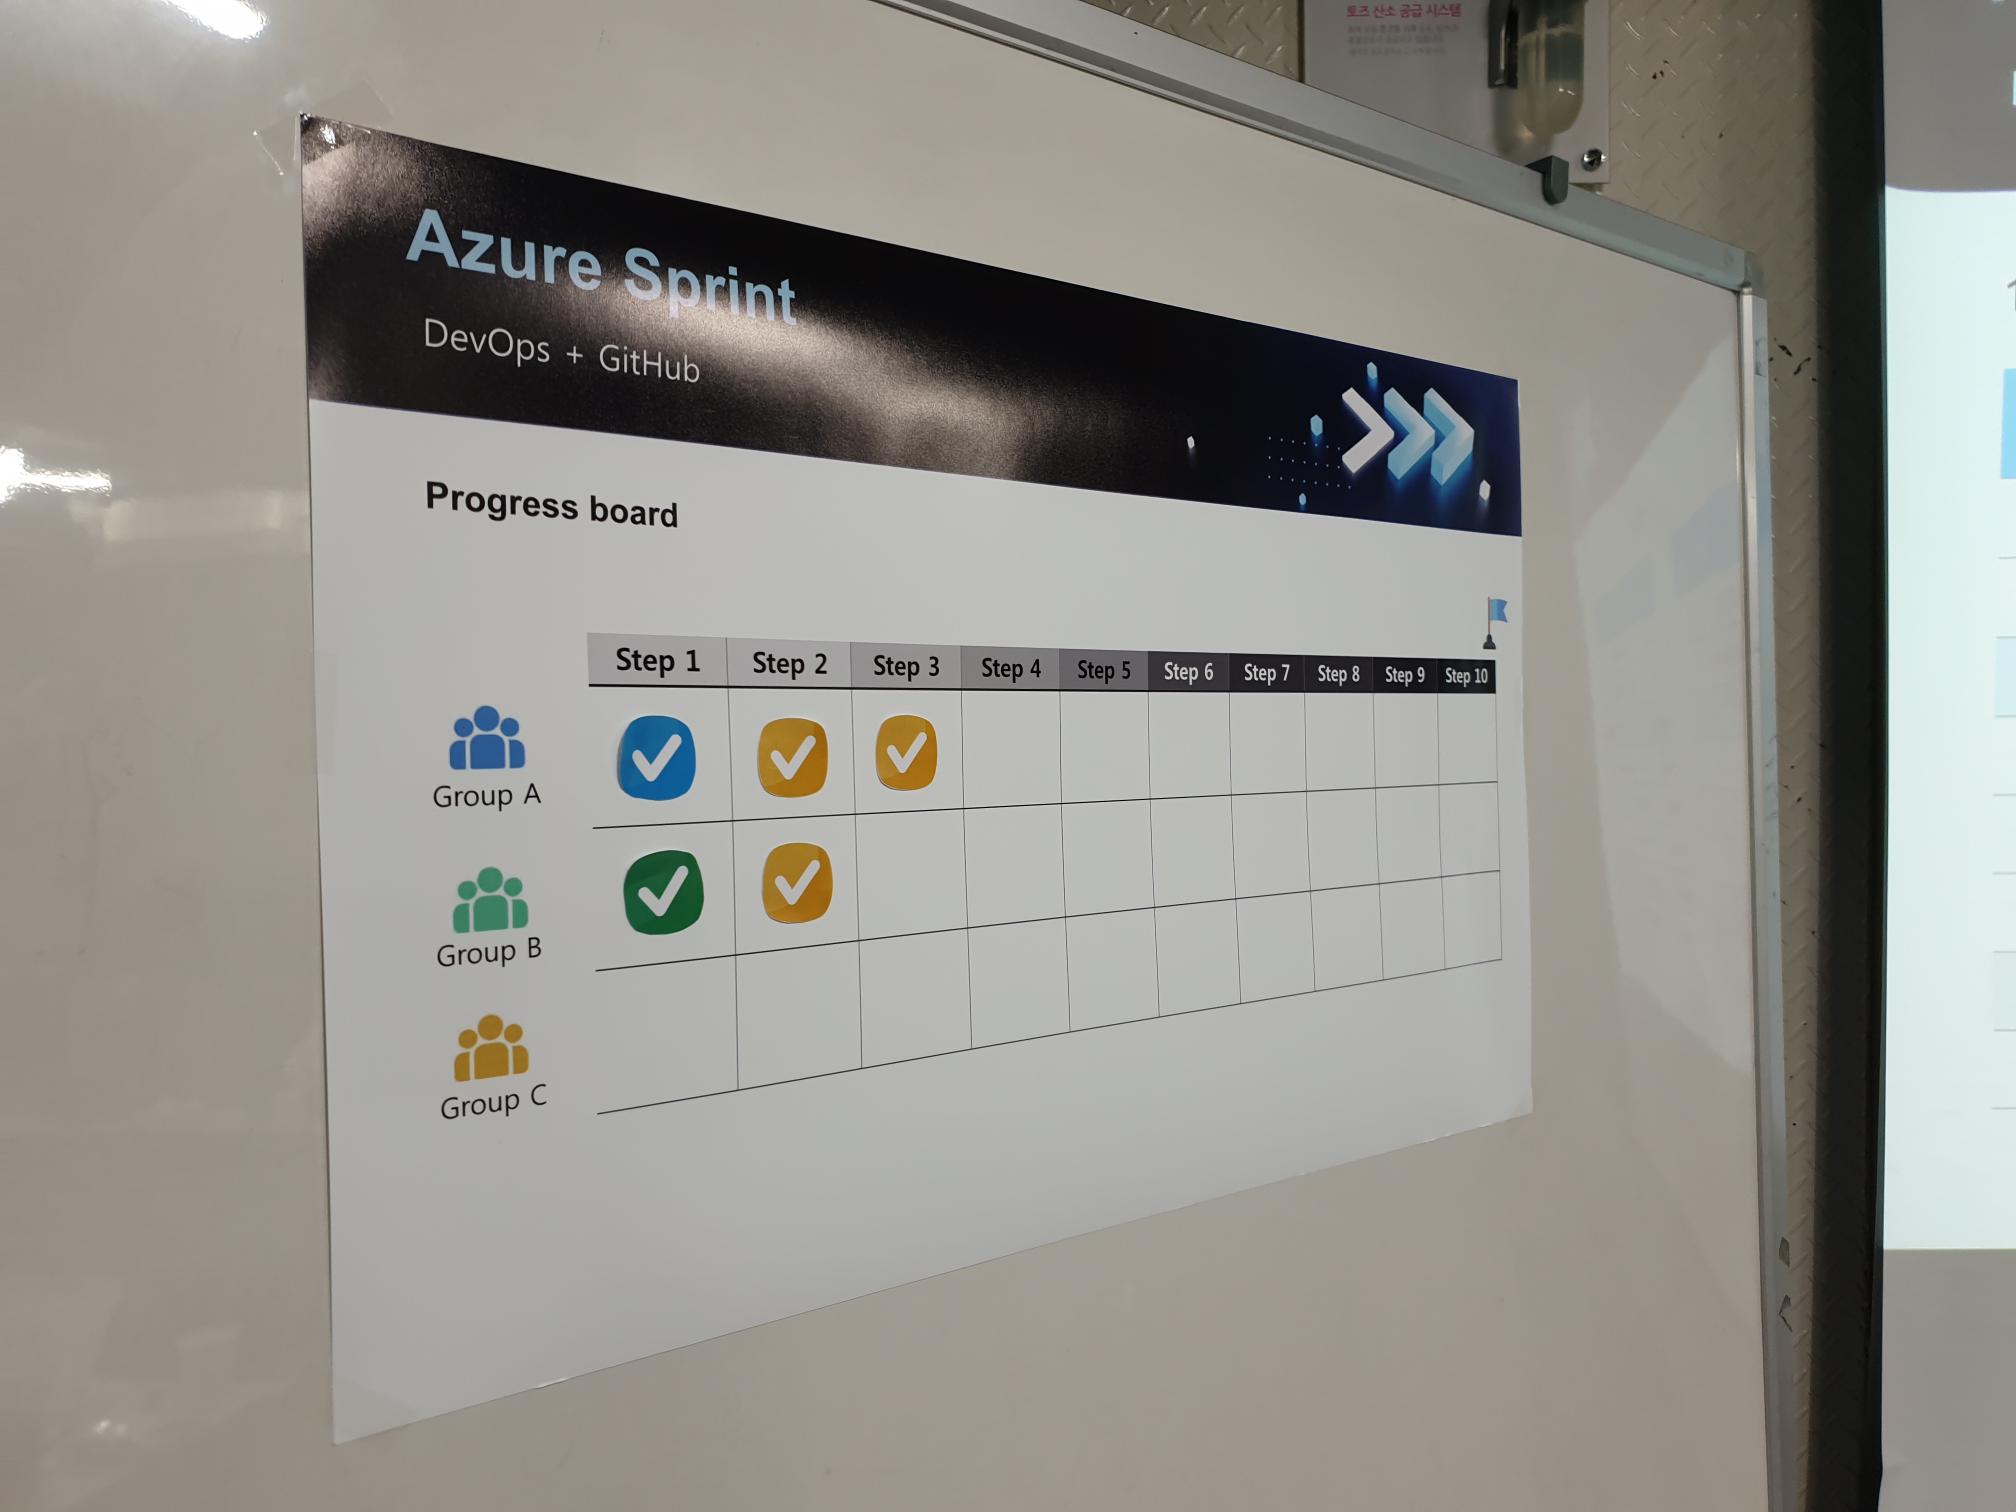 토즈 산소 공급 시스템
Azure Sprint
DevOps + GitHub
Progress board
Step 1 Step 2 Step 3 Step 4 Step 5 Step 6 Step 7 Step 8 Step 9 Step 10
Group A
Group B
Group C